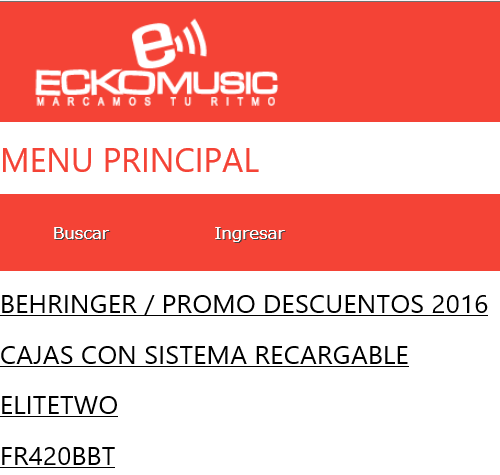 ECKOMUSIC
MARCAMOS TU RITMO
MENU PRINCIPAL
Buscar Ingresar
BEHRINGER / PROMO DESCUENTOS 2016
CAJAS CON SISTEMA RECARGABLE
ELITETWO
FR420BBT